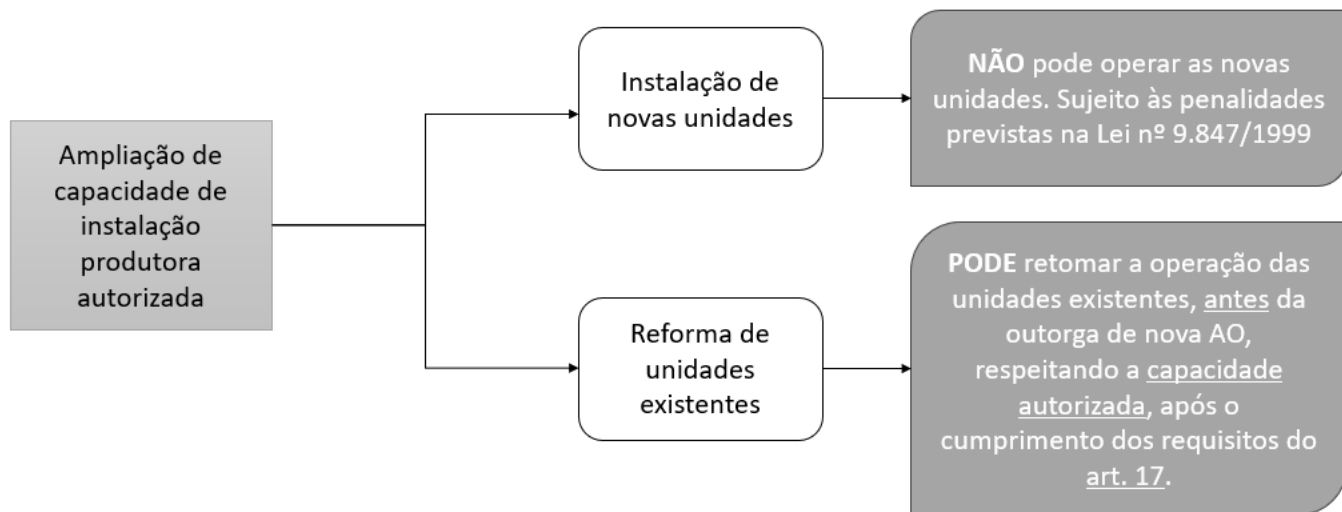 Ampliação de
capacidade de
instalação
produtora
autorizada
Instalação de
novas unidades
NÃO pode operar as novas
unidades. Sujeito às penalidades
previstas na Lei nº 9.847/1999
Reforma de
unidades
existentes
PODE retomar a operação das
unidades existentes, antes da
outorga de nova AO,
respeitando a capacidade
autorizada, após o
cumprimento dos requisitos do
art. 17.